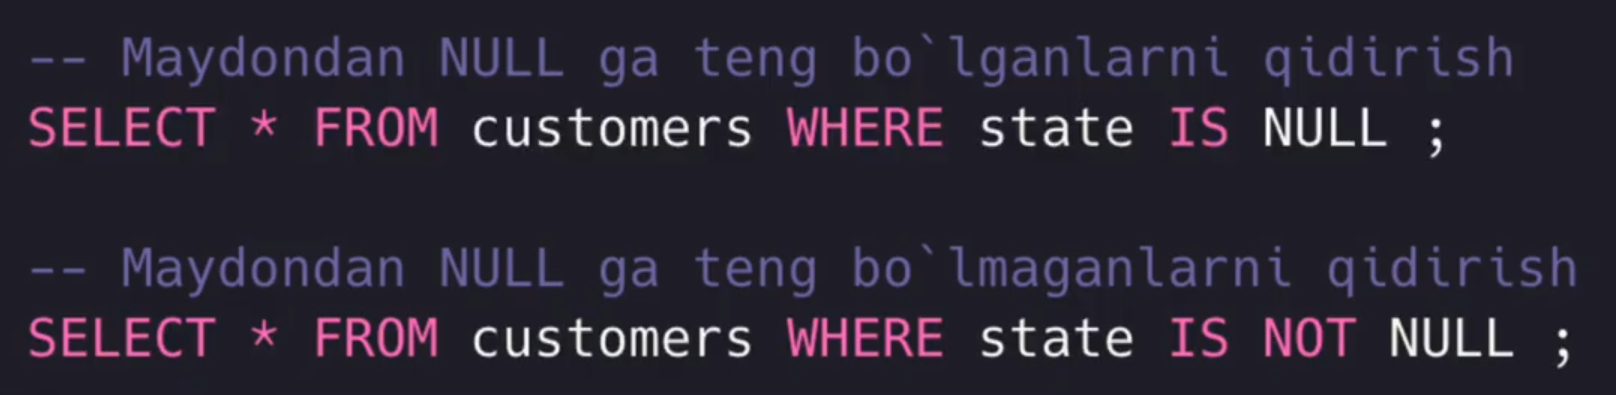 -- Maydondan NULL ga teng bo`lganlarni qidirish
SELECT * FROM customers WHERE state IS NULL ;
-- Maydondan NULL ga teng bo`lmaganlarni qidirish
SELECT * FROM customers WHERE state IS NOT NULL ;